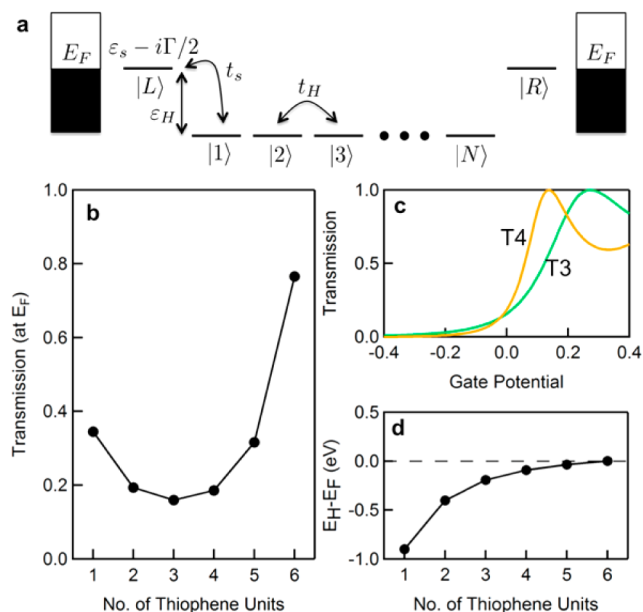 a
E_F
ε_s − iΓ/2
|L⟩
t_s
ε_H
t_H
|1⟩ |2⟩ |3⟩ ••• |N⟩
|R⟩
E_F
b
Transmission (at E_F)
1.0
0.8
0.6
0.4
0.2
0.0
1 2 3 4 5 6
No. of Thiophene Units
c
Transmission
1.0
0.5
0.0
T4
T3
-0.4 0.0 0.2 0.4
Gate Potential
d
E_H-E_F (eV)
0.5
0.0
-0.5
-1.0
1 2 3 4 5 6
No. of Thiophene Units